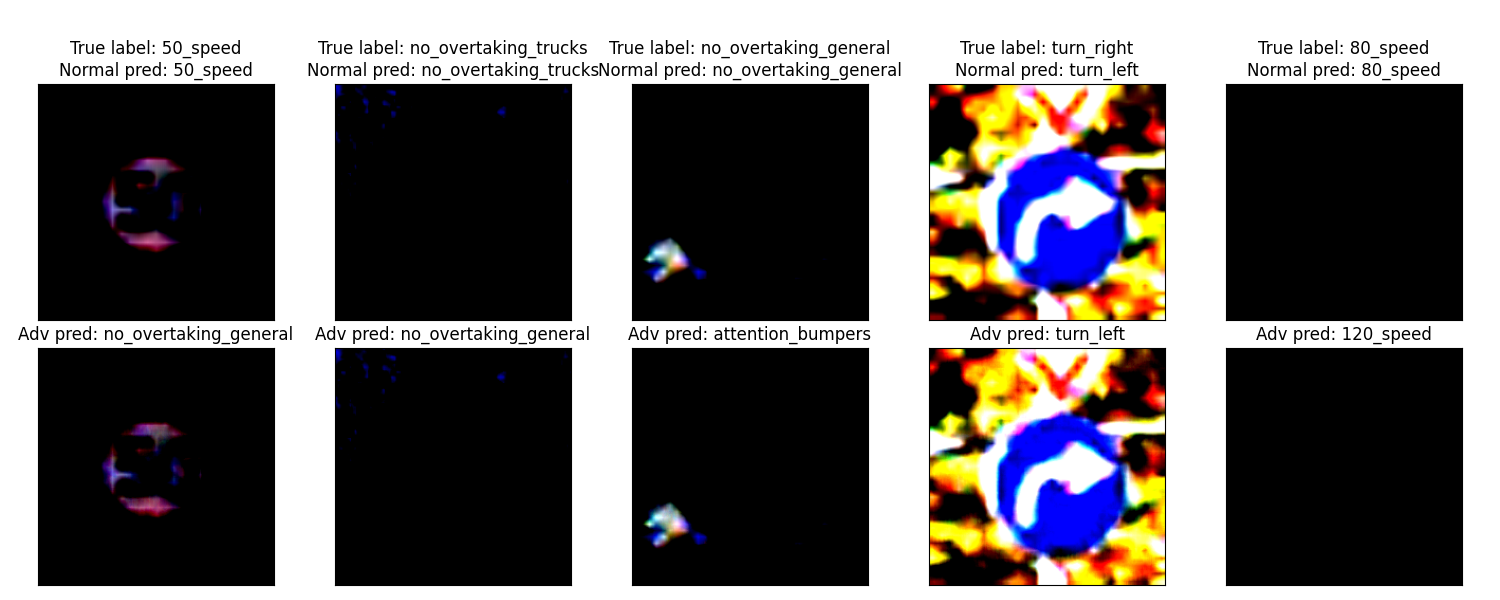 True label: 50_speed
Normal pred: 50_speed
True label: no_overtaking_trucks
Normal pred: no_overtaking_trucks
True label: no_overtaking_general
Normal pred: no_overtaking_general
True label: turn_right
Normal pred: turn_left
True label: 80_speed
Normal pred: 80_speed
Adv pred: no_overtaking_general
Adv pred: no_overtaking_general
Adv pred: attention_bumpers
Adv pred: turn_left
Adv pred: 120_speed